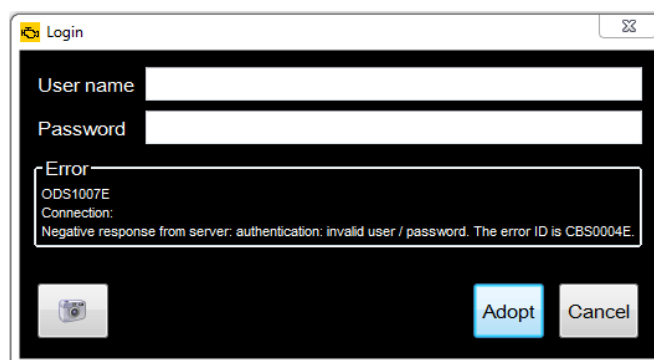 Login
User name
Password
Error
ODS1007E
Connection:
Negative response from server: authentication: invalid user / password. The error ID is CBS0004E.
Adopt
Cancel